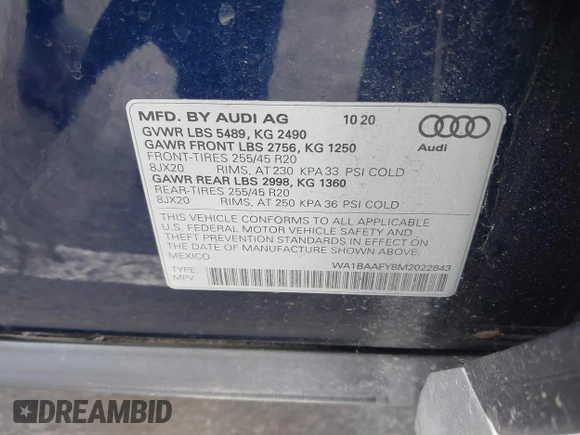 MFD. BY AUDI AG 10 20
GVWR LBS 5489, KG 2490
GAWR FRONT LBS 2756, KG 1250
FRONT-TIRES 255/45 R20
8JX20 RIMS, AT 230 KPA 33 PSI COLD
GAWR REAR LBS 2998, KG 1360
REAR-TIRES 255/45 R20
8JX20 RIMS, AT 250 KPA 36 PSI COLD
Audi
THIS VEHICLE CONFORMS TO ALL APPLICABLE
U.S. FEDERAL MOTOR VEHICLE SAFETY AND
THEFT PREVENTION STANDARDS IN EFFECT ON
THE DATE OF MANUFACTURE SHOWN ABOVE.
MEXICO
TYPE: WA1BAAFY8M2022843
MPV
DREAMBID